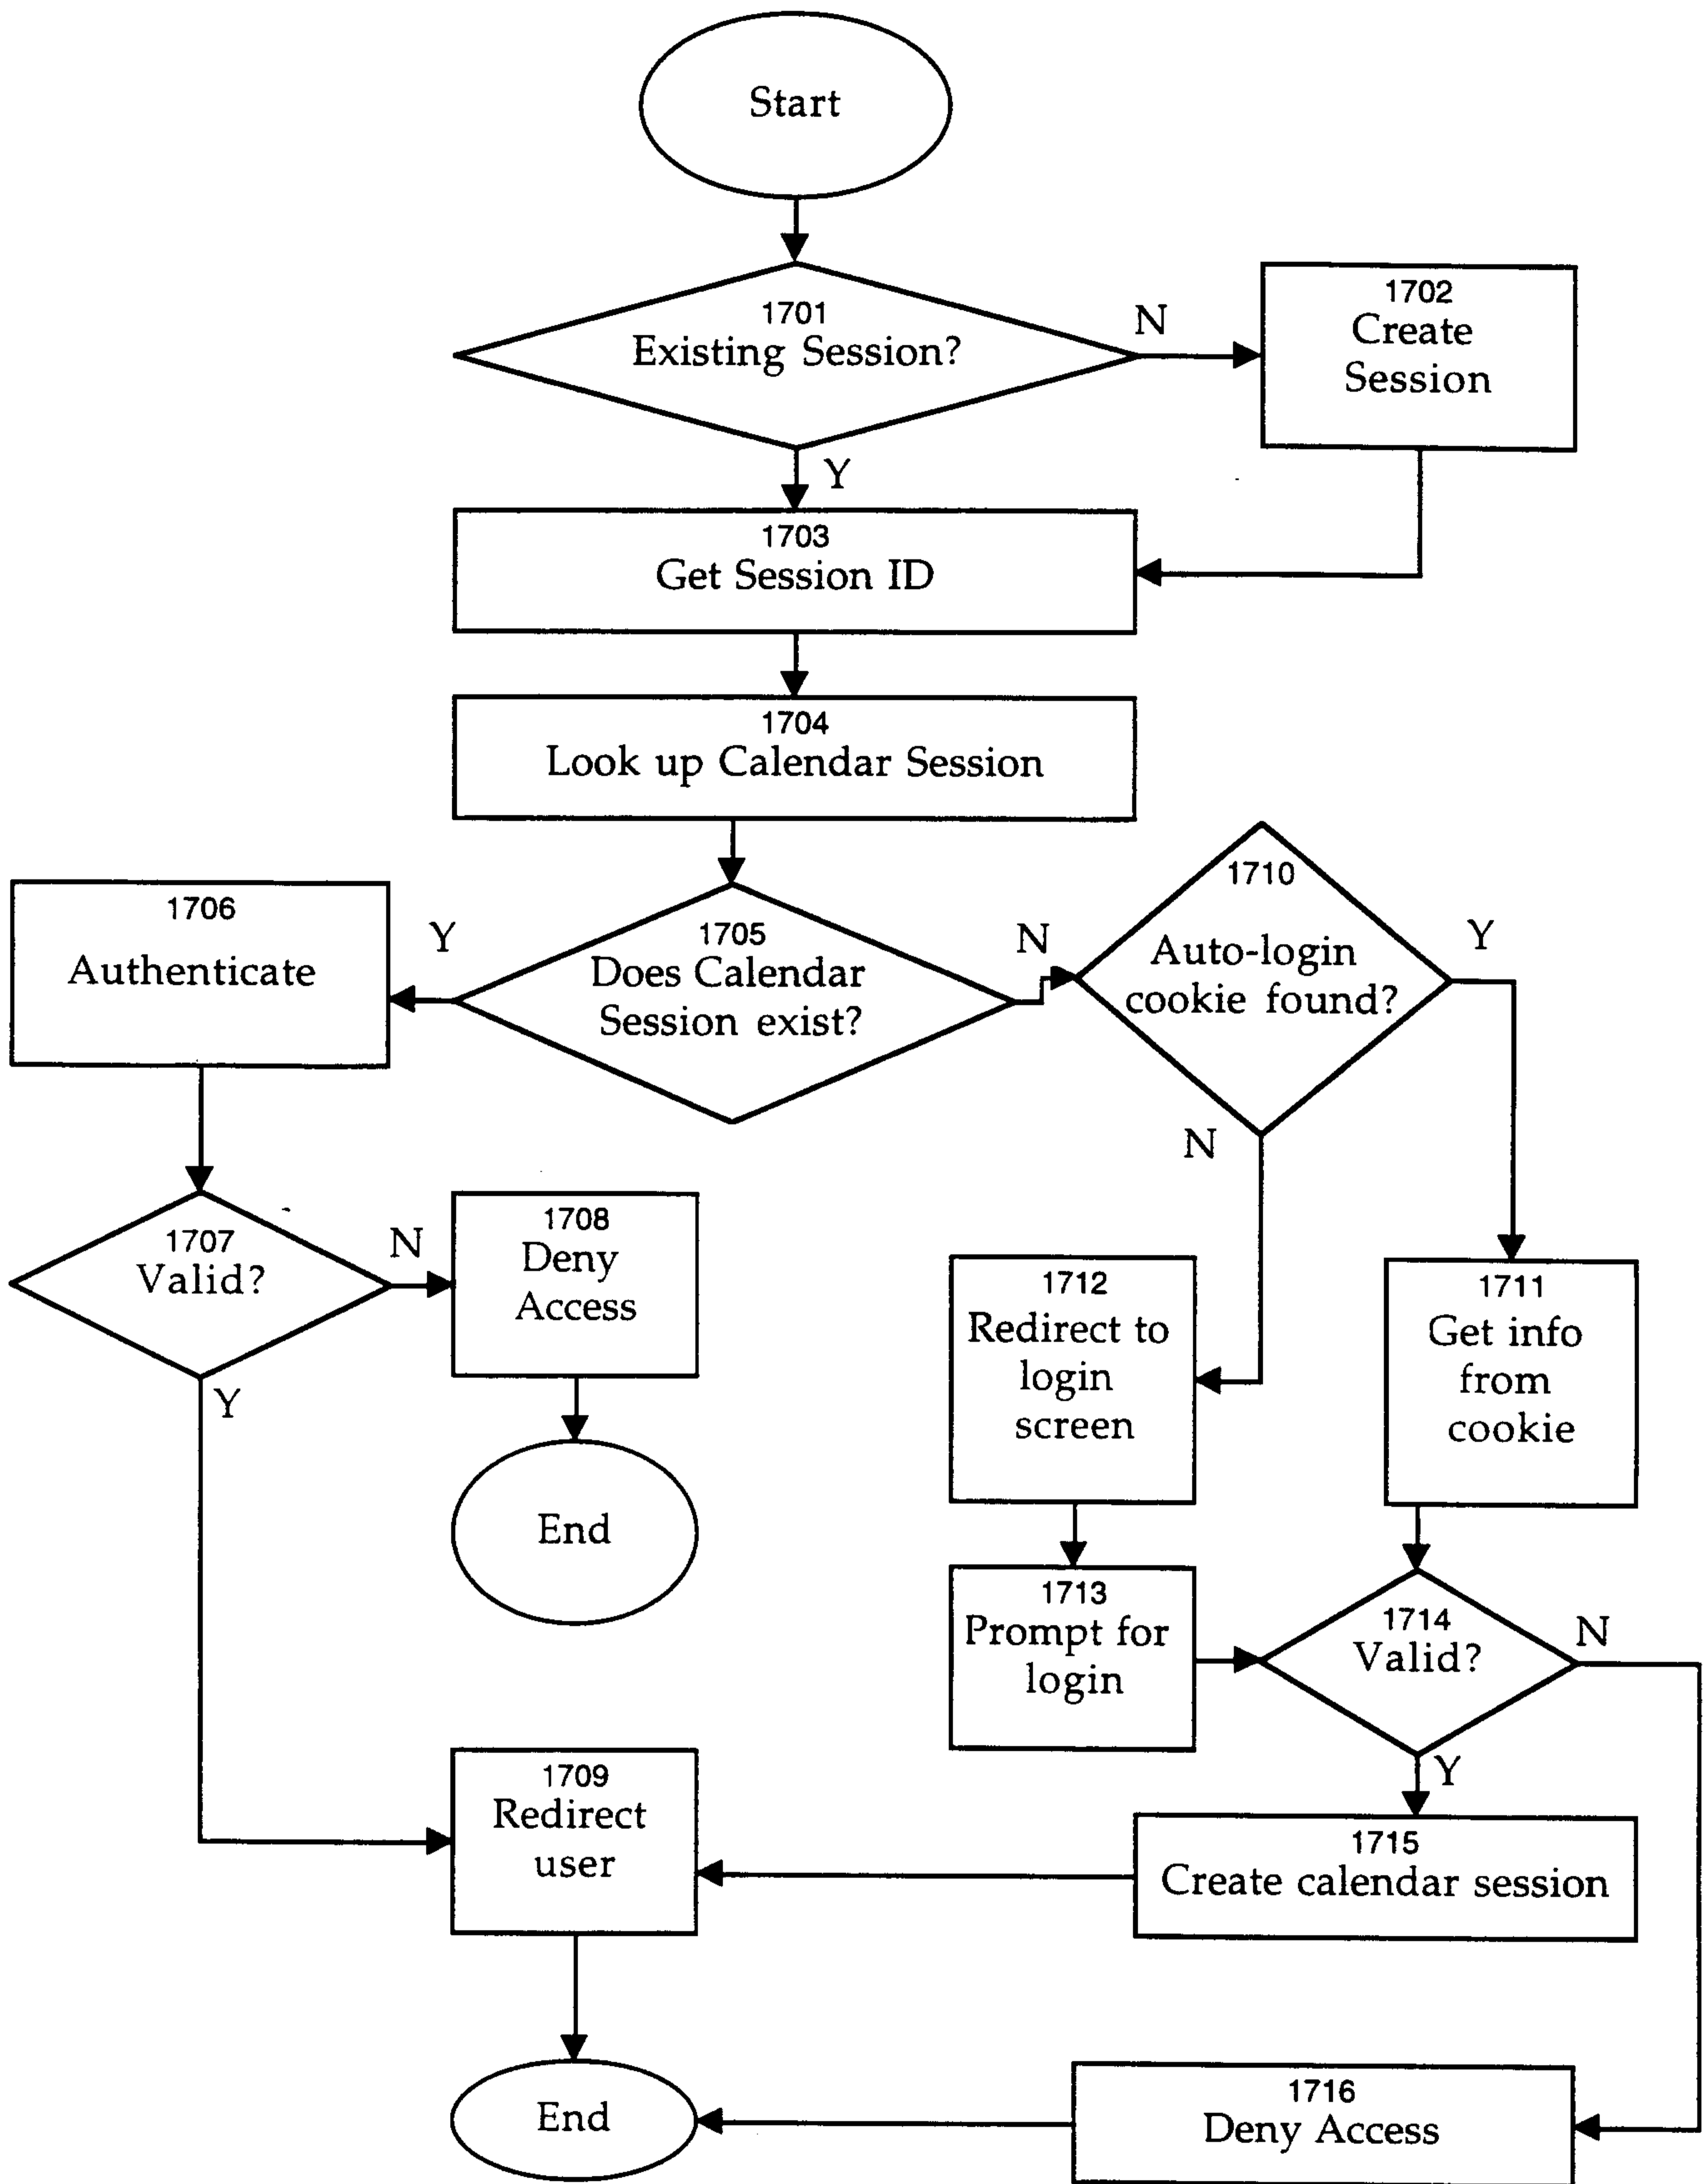 Start
1701
Existing Session?
N
1702
Create
Session
Y
1703
Get Session ID
1704
Look up Calendar Session
1706
Authenticate
Y
1705
Does Calendar
Session exist?
N
1710
Auto-login
cookie found?
Y
N
1707
Valid?
N
Y
1708
Deny
Access
End
1712
Redirect to
login
screen
1711
Get info
from
cookie
1713
Prompt for
login
1714
Valid?
N
Y
1709
Redirect
user
1715
Create calendar session
End
1716
Deny Access